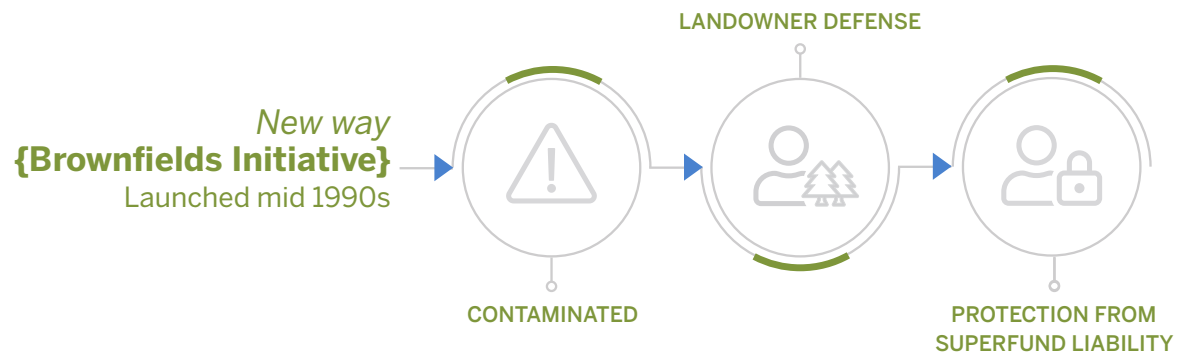 LANDOWNER DEFENSE
New way
{Brownfields Initiative}
Launched mid 1990s
CONTAMINATED
PROTECTION FROM
SUPERFUND LIABILITY